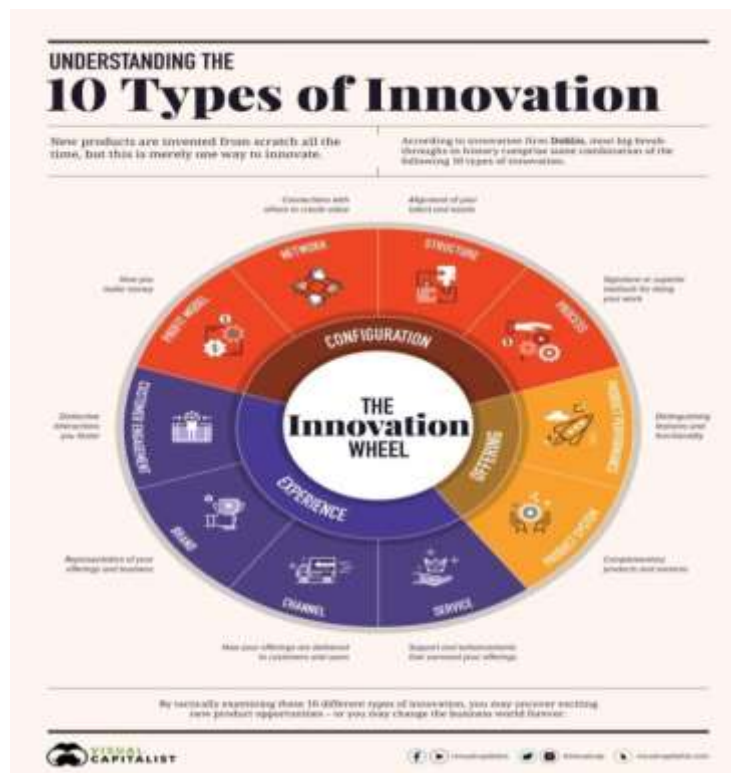 UNDERSTANDING THE
10 Types of Innovation
New products are invented from scratch all the
time, but this is merely one way to innovate.
According to innovation firm Doblin, most big break-
throughs in history comprise some combination of the
following 10 types of innovation.
Connections with
others to create value
Alignment of your
talent and assets
How you
make money
Signature or superior
methods for doing
your work
NETWORK
STRUCTURE
PROFIT MODEL
PROCESS
CONFIGURATION
THE
Innovation
WHEEL
OFFERING
EXPERIENCE
CUSTOMER ENGAGEMENT
PRODUCT PERFORMANCE
Distinctive
interactions
you foster
Distinguishing
features and
functionality
BRAND
PRODUCT SYSTEM
CHANNEL
SERVICE
Representation of your
offerings and business
Complementary
products and services
How your offerings are delivered
to customers and users
Support and enhancements
that surround your offerings
By tactically examining these 10 different types of innovation, you may uncover exciting
new product opportunities – or you may change the business world forever.
VISUAL
CAPITALIST